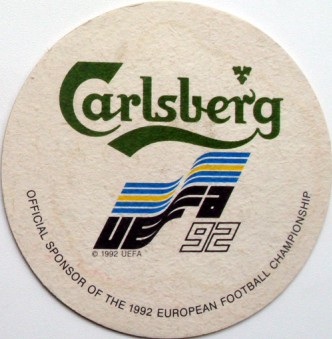 Carlsberg
UEFA 92
© 1992 UEFA
OFFICIAL SPONSOR OF THE 1992 EUROPEAN FOOTBALL CHAMPIONSHIP